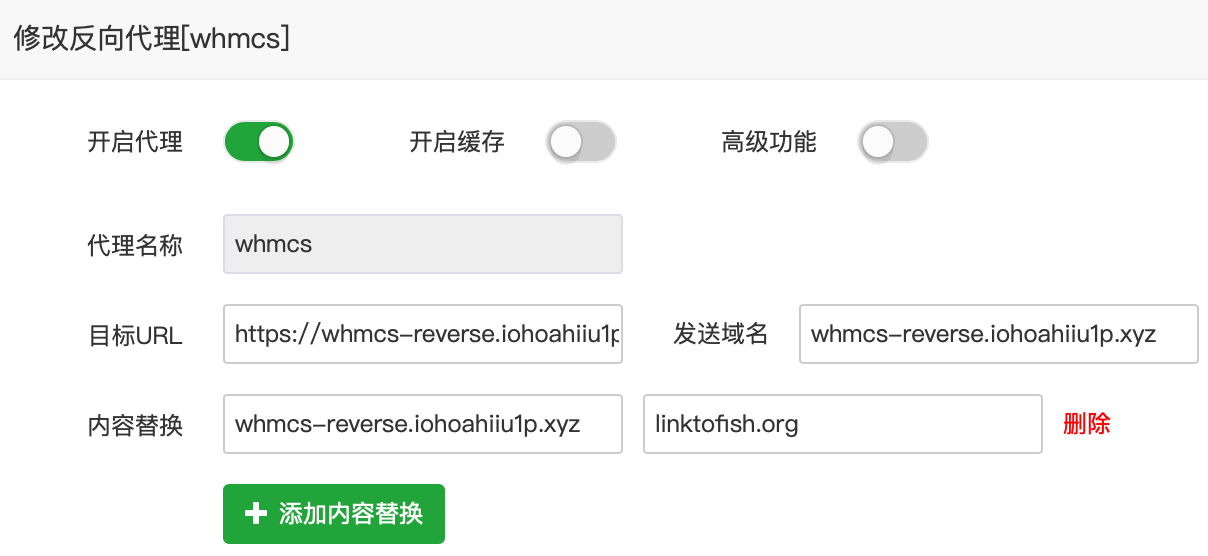 修改反向代理[whmcs]
开启代理 开启缓存 高级功能
代理名称 whmcs
目标URL https://whmcs-reverse.iohoahiiu1p 发送域名 whmcs-reverse.iohoahiiu1p.xyz
内容替换 whmcs-reverse.iohoahiiu1p.xyz linktofish.org 删除
添加内容替换